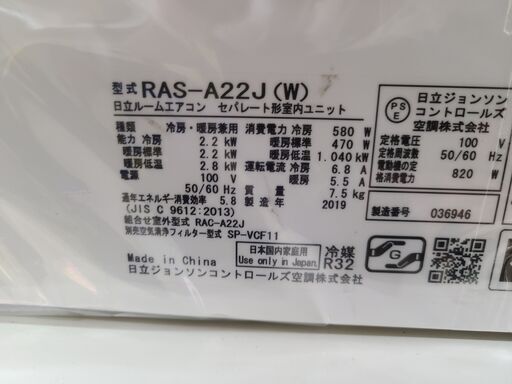 型式 RAS-A22J(W)
日立ルームエアコン セパレート形室内ユニット
種類 冷房・暖房兼用 消費電力 冷房 580 W
能力 冷房 2.2 kW 暖房標準 470 W
暖房標準 2.2 kW 暖房低温 1.040 kW
暖房低温 2.8 kW 運転電流 冷房 6.8 A
電源 100 V 暖房 5.5 A
50/60 Hz 質量 7.5 kg
通年エネルギー消費効率 5.8 製造年 2019
(JIS C 9612:2013)
組合せ室外型式 RAC-A22J
別売空気清浄フィルター型式 SP-VCF11
日本国内家庭用
Use only in Japan
冷媒
R32
Made in China
日立ジョンソンコントロールズ空調株式会社
PS
E
日立ジョンソン
コントロールズ
空調株式会社
定格電圧 100 V
定格周波数 50/60 Hz
電動機の定
格消費電力 820 W
製造番号 036946
G